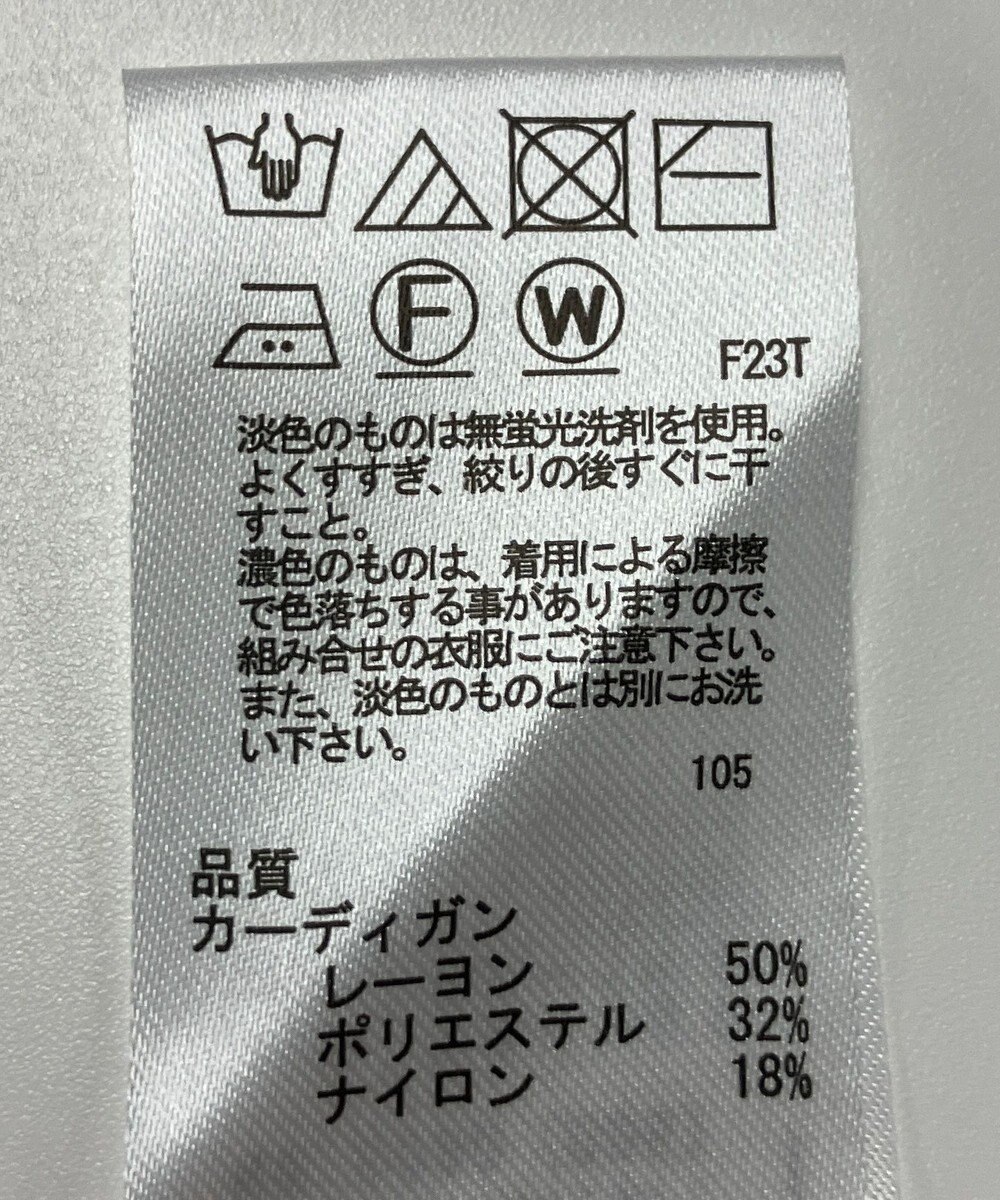 F W F23T
淡色のものは無蛍光洗剤を使用。
よくすすぎ、絞りの後すぐに干
すこと。
濃色のものは、着用による摩擦
で色落ちする事がありますので、
組み合せの衣服にご注意下さい。
また、淡色のものとは別にお洗
い下さい。
105
品質
カーディガン
レーヨン 50%
ポリエステル 32%
ナイロン 18%